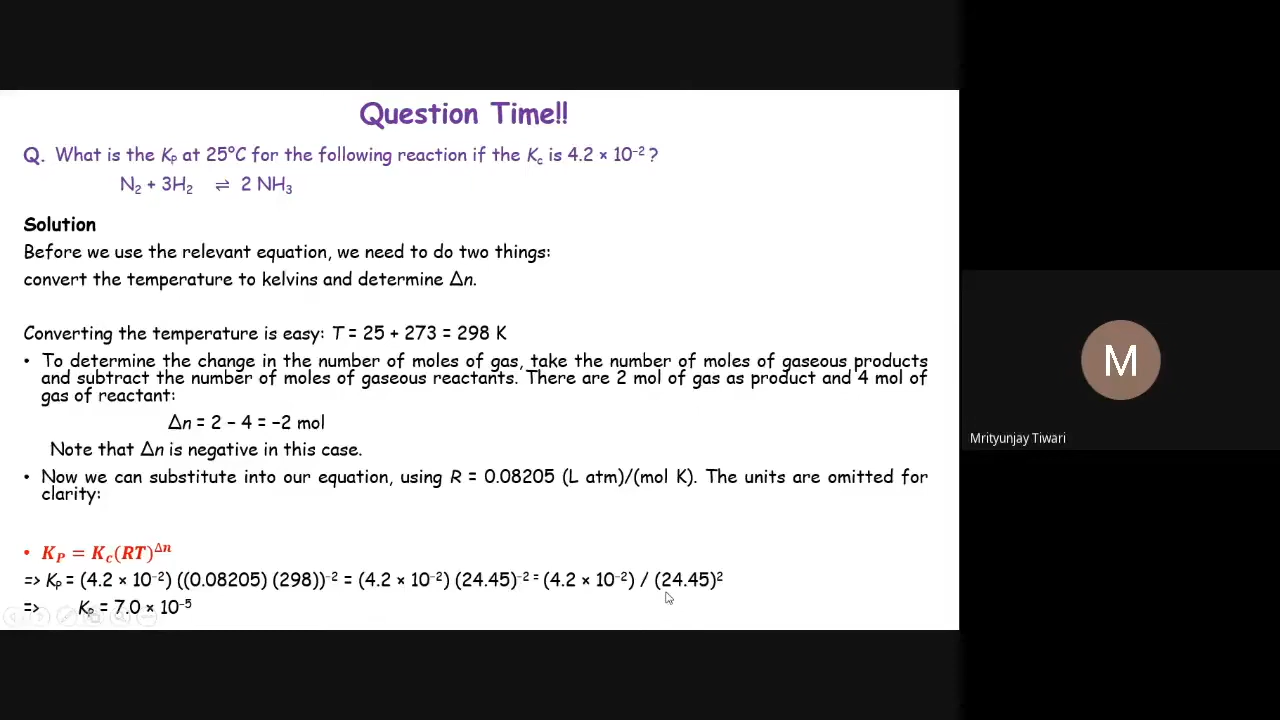 Question Time!!
Q. What is the Kₚ at 25°C for the following reaction if the K꜀ is 4.2 × 10⁻² ?
N₂ + 3H₂ ⇌ 2 NH₃
Solution
Before we use the relevant equation, we need to do two things:
convert the temperature to kelvins and determine Δn.
Converting the temperature is easy: T = 25 + 273 = 298 K
• To determine the change in the number of moles of gas, take the number of moles of gaseous products
and subtract the number of moles of gaseous reactants. There are 2 mol of gas as product and 4 mol of
gas of reactant:
Δn = 2 − 4 = −2 mol
Note that Δn is negative in this case.
• Now we can substitute into our equation, using R = 0.08205 (L atm)/(mol K). The units are omitted for
clarity:
• K_P = K_c(RT)^Δn
=> Kₚ = (4.2 × 10⁻²) ((0.08205) (298))⁻² = (4.2 × 10⁻²) (24.45)⁻² ⁼ (4.2 × 10⁻²) / (24.45)²
=> Kₚ = 7.0 × 10⁻⁵
M
Mrityunjay Tiwari